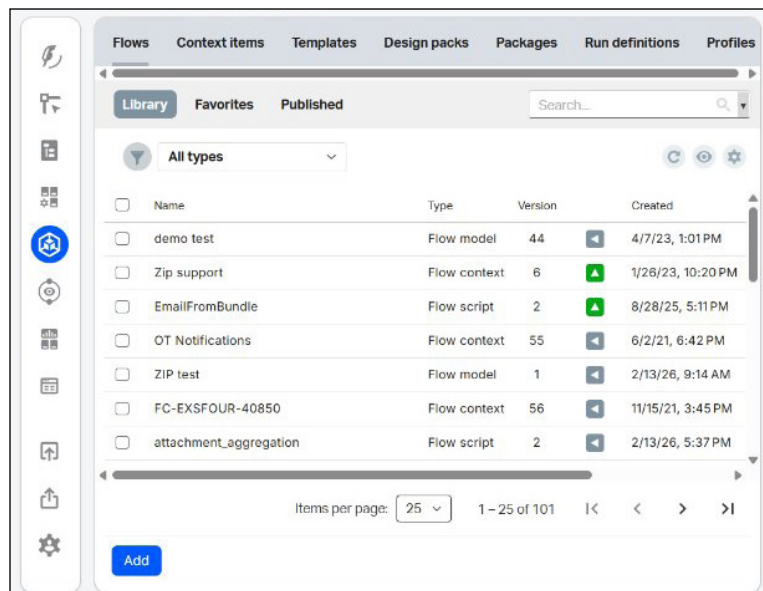 Flows Context items Templates Design packs Packages Run definitions Profiles
Library Favorites Published Search...
All types
Name Type Version Created
demo test Flow model 44 4/7/23, 1:01 PM
Zip support Flow context 6 1/26/23, 10:20 PM
EmailFromBundle Flow script 2 8/28/25, 5:11 PM
OT Notifications Flow context 55 6/2/21, 6:42 PM
ZIP test Flow model 1 2/13/26, 9:14 AM
FC-EXSFOUR-40850 Flow context 56 11/15/21, 3:45 PM
attachment_aggregation Flow script 2 2/13/26, 5:37 PM
Items per page: 25 1 – 25 of 101
Add